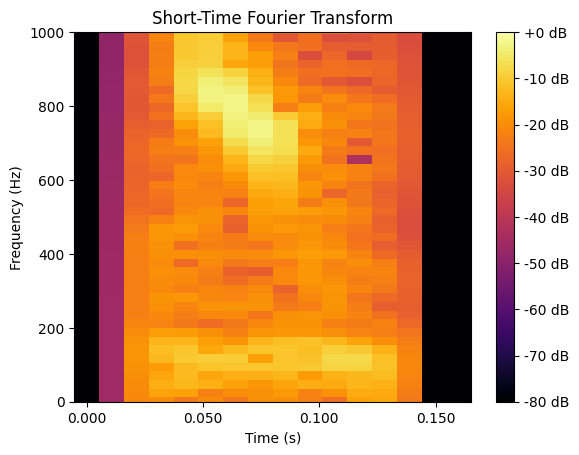 Short-Time Fourier Transform
1000
800
600
400
200
0
Frequency (Hz)
0.000
0.050
0.100
0.150
Time (s)
+0 dB
-10 dB
-20 dB
-30 dB
-40 dB
-50 dB
-60 dB
-70 dB
-80 dB